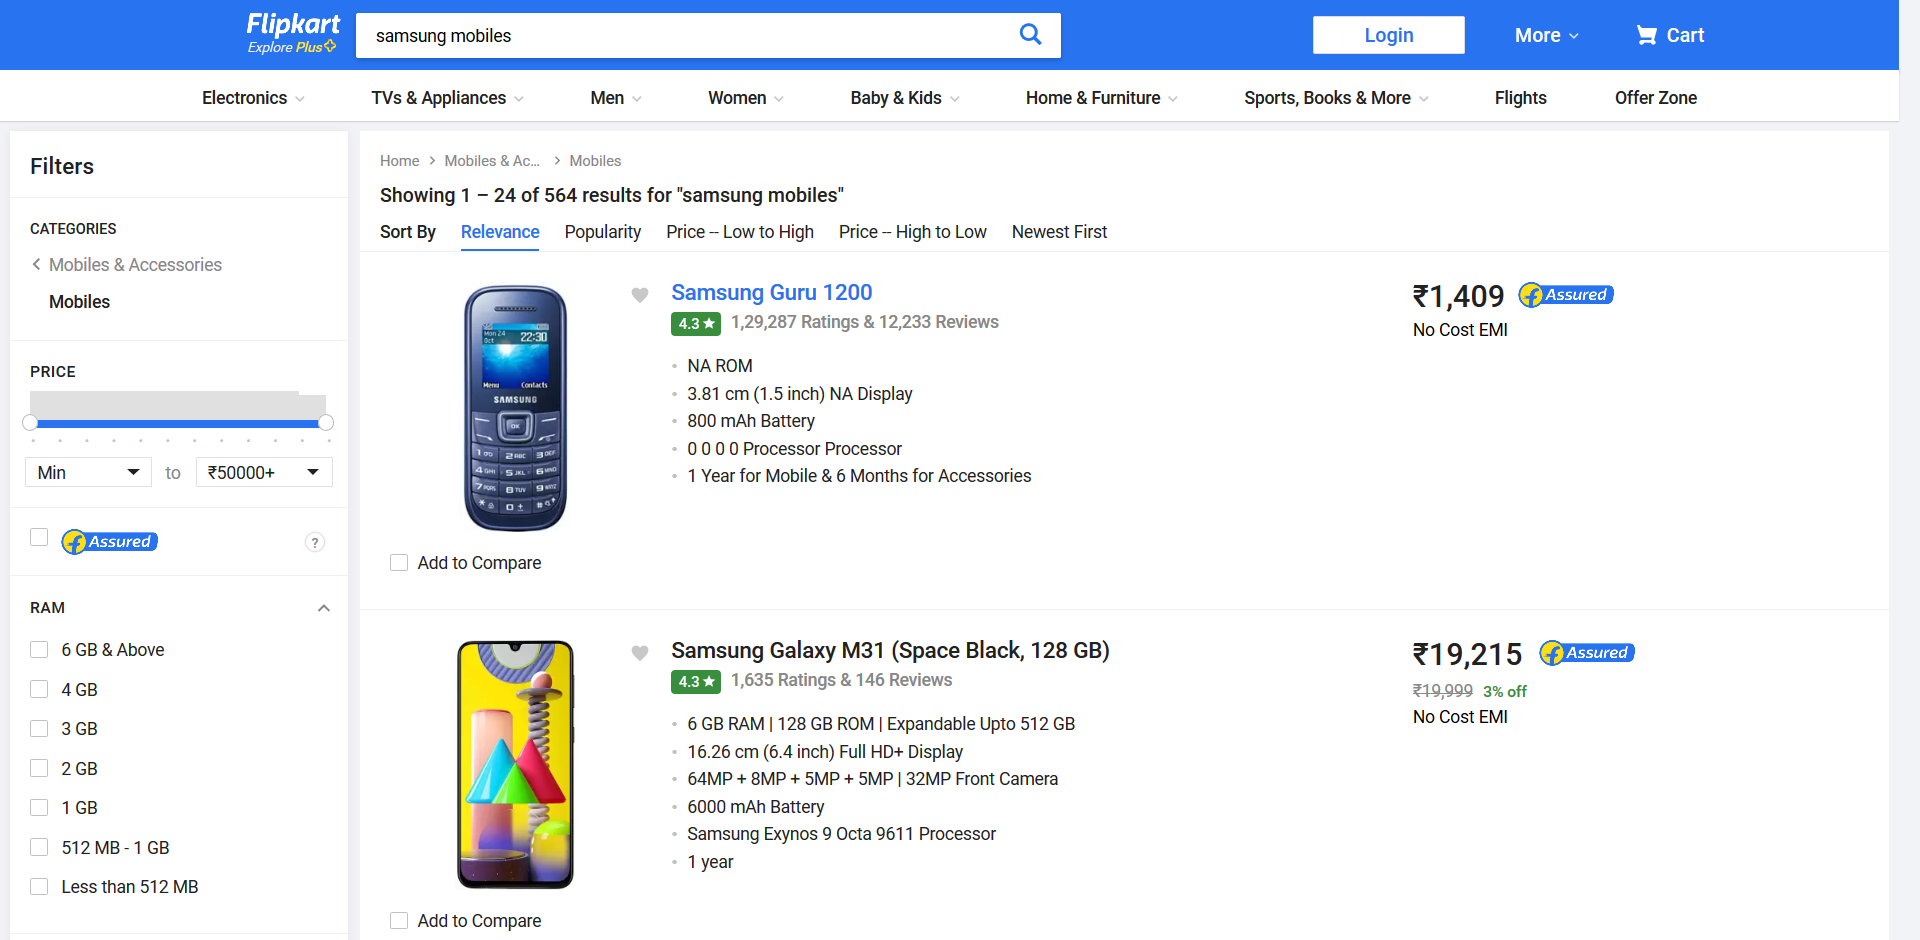 Flipkart
Explore Plus
samsung mobiles
Login
More
Cart
Electronics
TVs & Appliances
Men
Women
Baby & Kids
Home & Furniture
Sports, Books & More
Flights
Offer Zone
Filters
CATEGORIES
Mobiles & Accessories
Mobiles
PRICE
Min
to
₹50000+
f Assured
?
RAM
6 GB & Above
4 GB
3 GB
2 GB
1 GB
512 MB - 1 GB
Less than 512 MB
Home > Mobiles & Ac... > Mobiles
Showing 1 – 24 of 564 results for "samsung mobiles"
Sort By Relevance Popularity Price -- Low to High Price -- High to Low Newest First
Mon 24
Oct
22:30
Menu Contacts
SAMSUNG
OK
Samsung Guru 1200
4.3★ 1,29,287 Ratings & 12,233 Reviews
NA ROM
3.81 cm (1.5 inch) NA Display
800 mAh Battery
0 0 0 0 Processor Processor
1 Year for Mobile & 6 Months for Accessories
₹1,409 f Assured
No Cost EMI
Add to Compare
Samsung Galaxy M31 (Space Black, 128 GB)
4.3★ 1,635 Ratings & 146 Reviews
6 GB RAM | 128 GB ROM | Expandable Upto 512 GB
16.26 cm (6.4 inch) Full HD+ Display
64MP + 8MP + 5MP + 5MP | 32MP Front Camera
6000 mAh Battery
Samsung Exynos 9 Octa 9611 Processor
1 year
₹19,215 f Assured
₹19,999 3% off
No Cost EMI
Add to Compare